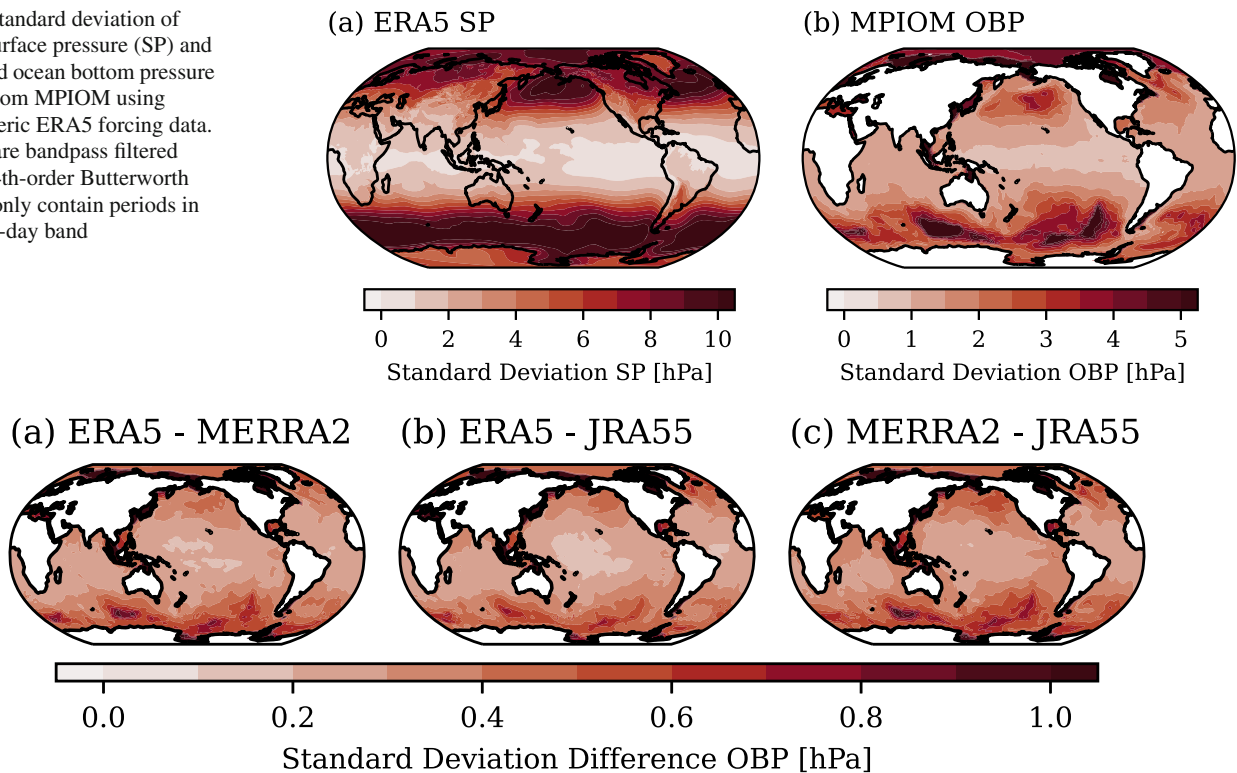 tandard deviation of
urface pressure (SP) and
d ocean bottom pressure
om MPIOM using
eric ERA5 forcing data.
are bandpass filtered
th-order Butterworth
only contain periods in
-day band
(a) ERA5 SP
(b) MPIOM OBP
0 2 4 6 8 10
Standard Deviation SP [hPa]
0 1 2 3 4 5
Standard Deviation OBP [hPa]
(a) ERA5 - MERRA2
(b) ERA5 - JRA55
(c) MERRA2 - JRA55
0.0 0.2 0.4 0.6 0.8 1.0
Standard Deviation Difference OBP [hPa]